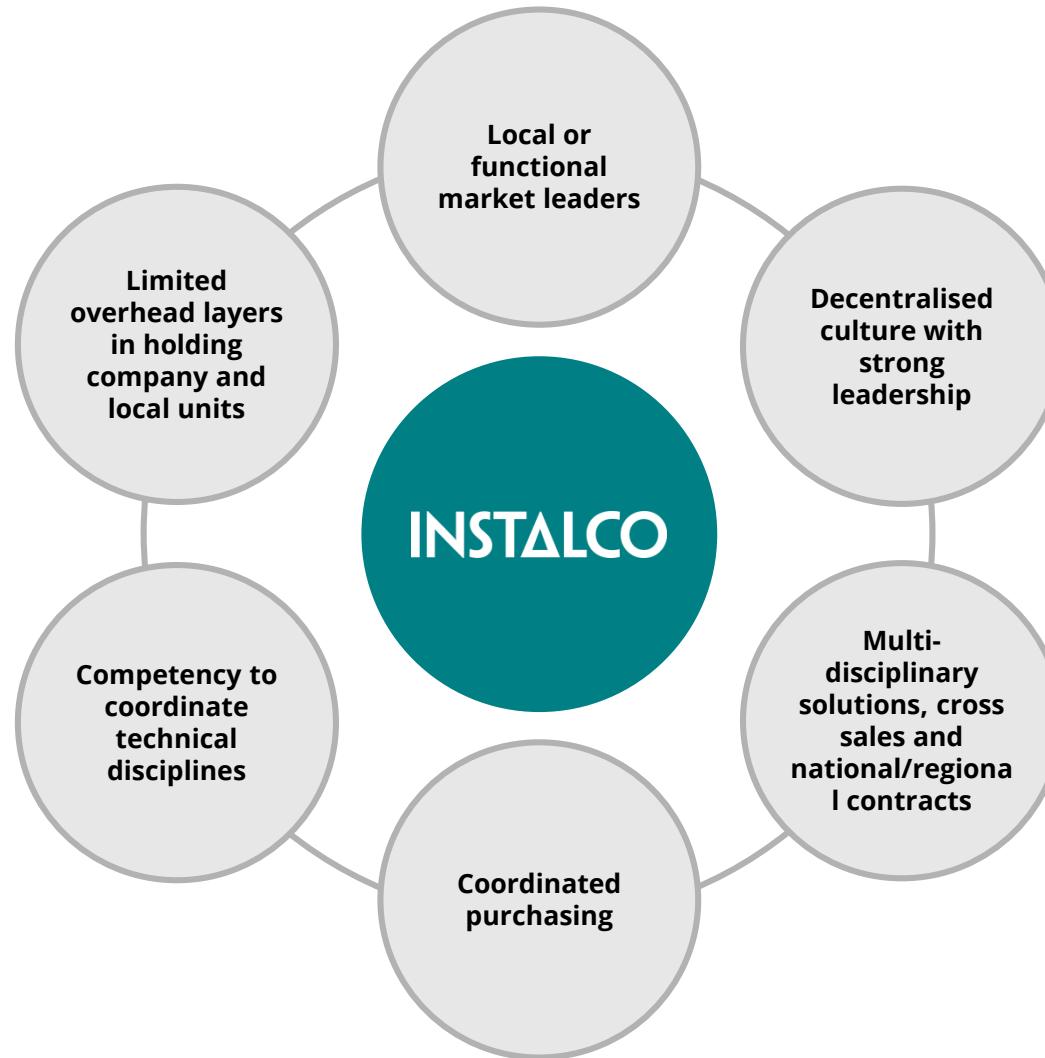 Local or
functional
market leaders
Limited
overhead layers
in holding
company and
local units
Decentralised
culture with
strong
leadership
INSTALCO
Competency to
coordinate
technical
disciplines
Multi-
disciplinary
solutions, cross
sales and
national/regiona
l contracts
Coordinated
purchasing